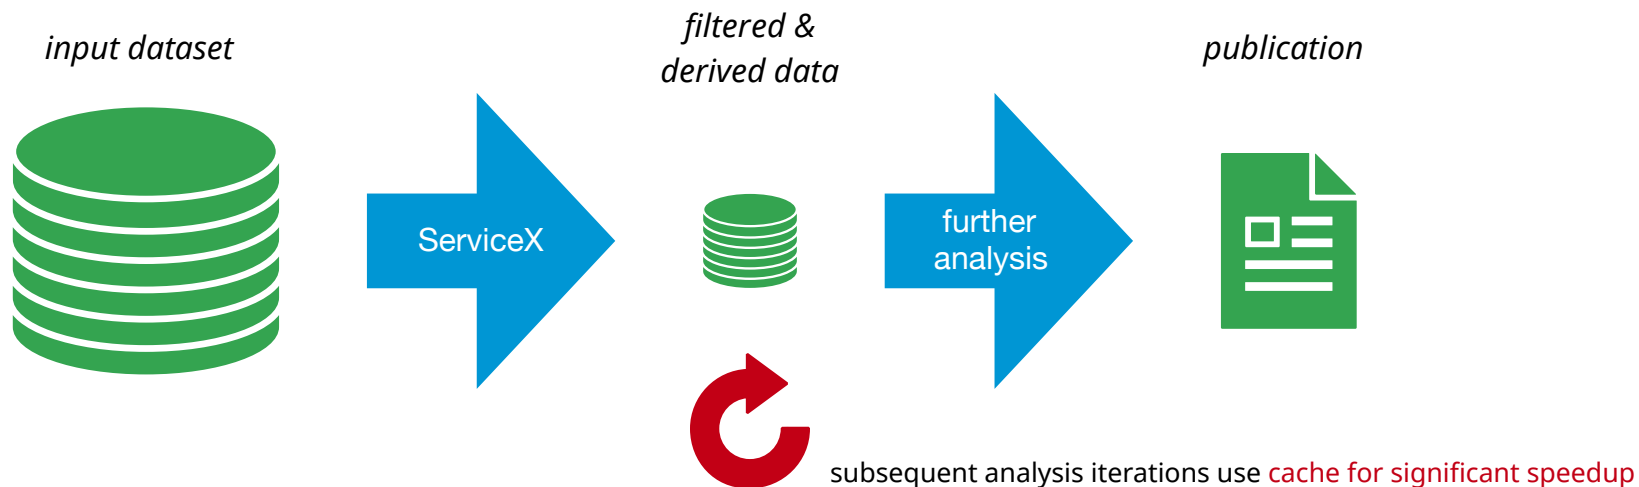 input dataset
filtered &
derived data
publication
ServiceX
further
analysis
subsequent analysis iterations use cache for significant speedup